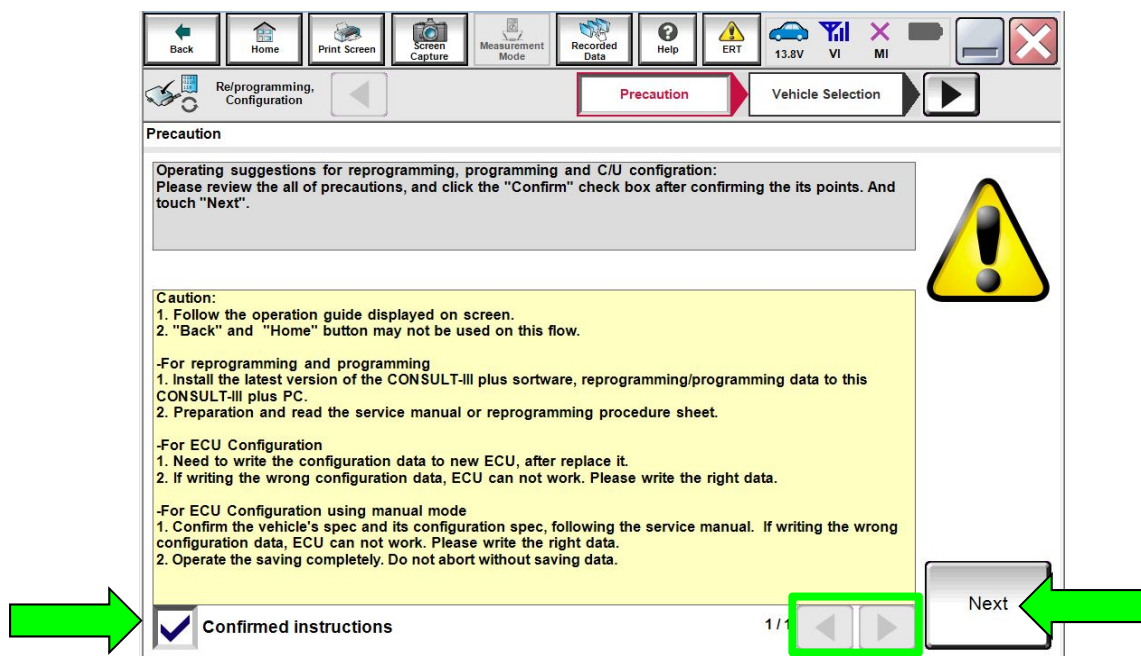 Back
Home
Print Screen
Screen
Capture
Measurement
Mode
Recorded
Data
Help
ERT
13.8V
VI
MI
Re/programming,
Configuration
Precaution
Vehicle Selection
Precaution
Operating suggestions for reprogramming, programming and C/U configration:
Please review the all of precautions, and click the "Confirm" check box after confirming the its points. And
touch "Next".
Caution:
1. Follow the operation guide displayed on screen.
2. "Back" and "Home" button may not be used on this flow.
-For reprogramming and programming
1. Install the latest version of the CONSULT-III plus sortware, reprogramming/programming data to this
CONSULT-III plus PC.
2. Preparation and read the service manual or reprogramming procedure sheet.
-For ECU Configuration
1. Need to write the configuration data to new ECU, after replace it.
2. If writing the wrong configuration data, ECU can not work. Please write the right data.
-For ECU Configuration using manual mode
1. Confirm the vehicle's spec and its configuration spec, following the service manual. If writing the wrong
configuration data, ECU can not work. Please write the right data.
2. Operate the saving completely. Do not abort without saving data.
Confirmed instructions
1/1
Next